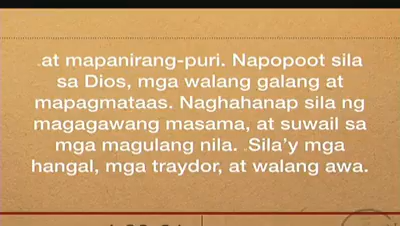 .at mapanirang-puri. Napopoot sila
sa Dios, mga walang galang at
mapagmataas. Naghahanap sila ng
magagawang masama, at suwail sa
mga magulang nila. .Sila'y mga
hangal, mga traydor, at walang awa.